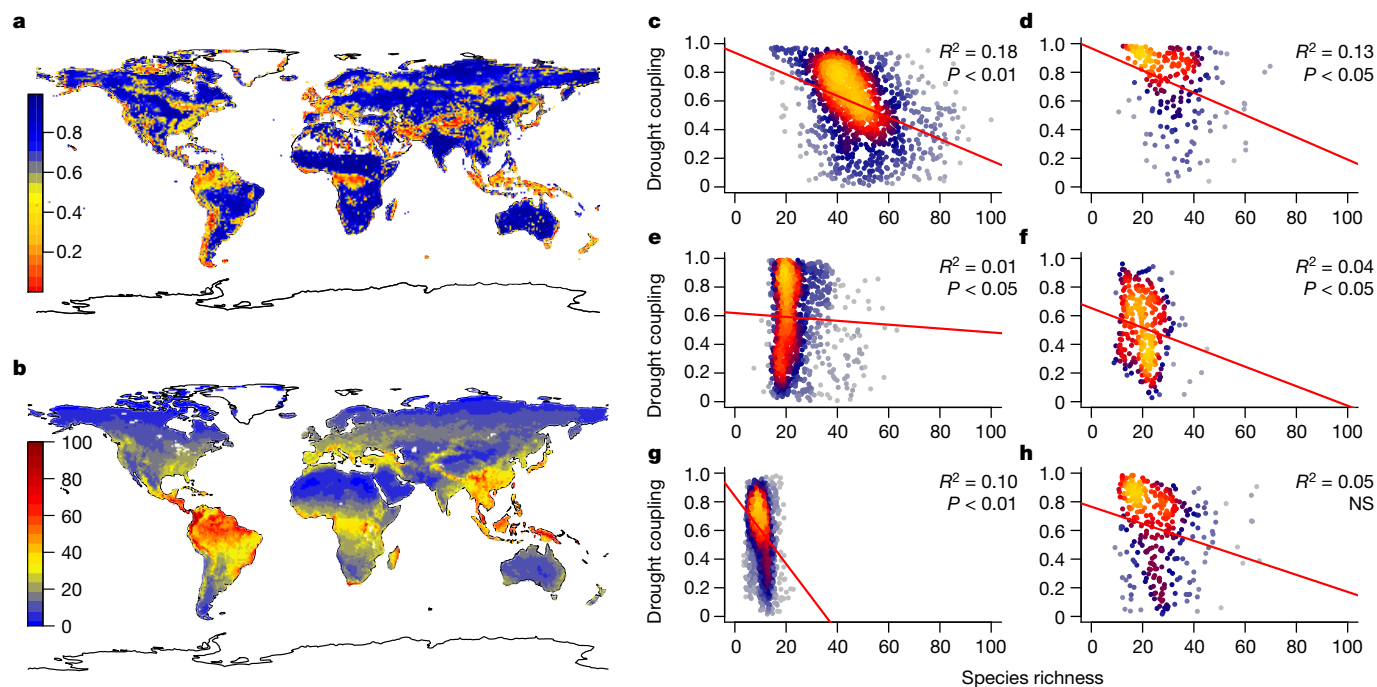 a
0.8
0.6
0.4
0.2
b
100
80
60
40
20
0
c
Drought coupling
1.0
0.8
0.6
0.4
0.2
0
R² = 0.18
P < 0.01
0 20 40 60 80 100
d
1.0
0.8
0.6
0.4
0.2
0
R² = 0.13
P < 0.05
0 20 40 60 80 100
e
Drought coupling
1.0
0.8
0.6
0.4
0.2
0
R² = 0.01
P < 0.05
0 20 40 60 80 100
f
1.0
0.8
0.6
0.4
0.2
0
R² = 0.04
P < 0.05
0 20 40 60 80 100
g
Drought coupling
1.0
0.8
0.6
0.4
0.2
0
R² = 0.10
P < 0.01
0 20 40 60 80 100
h
1.0
0.8
0.6
0.4
0.2
0
R² = 0.05
NS
0 20 40 60 80 100
Species richness